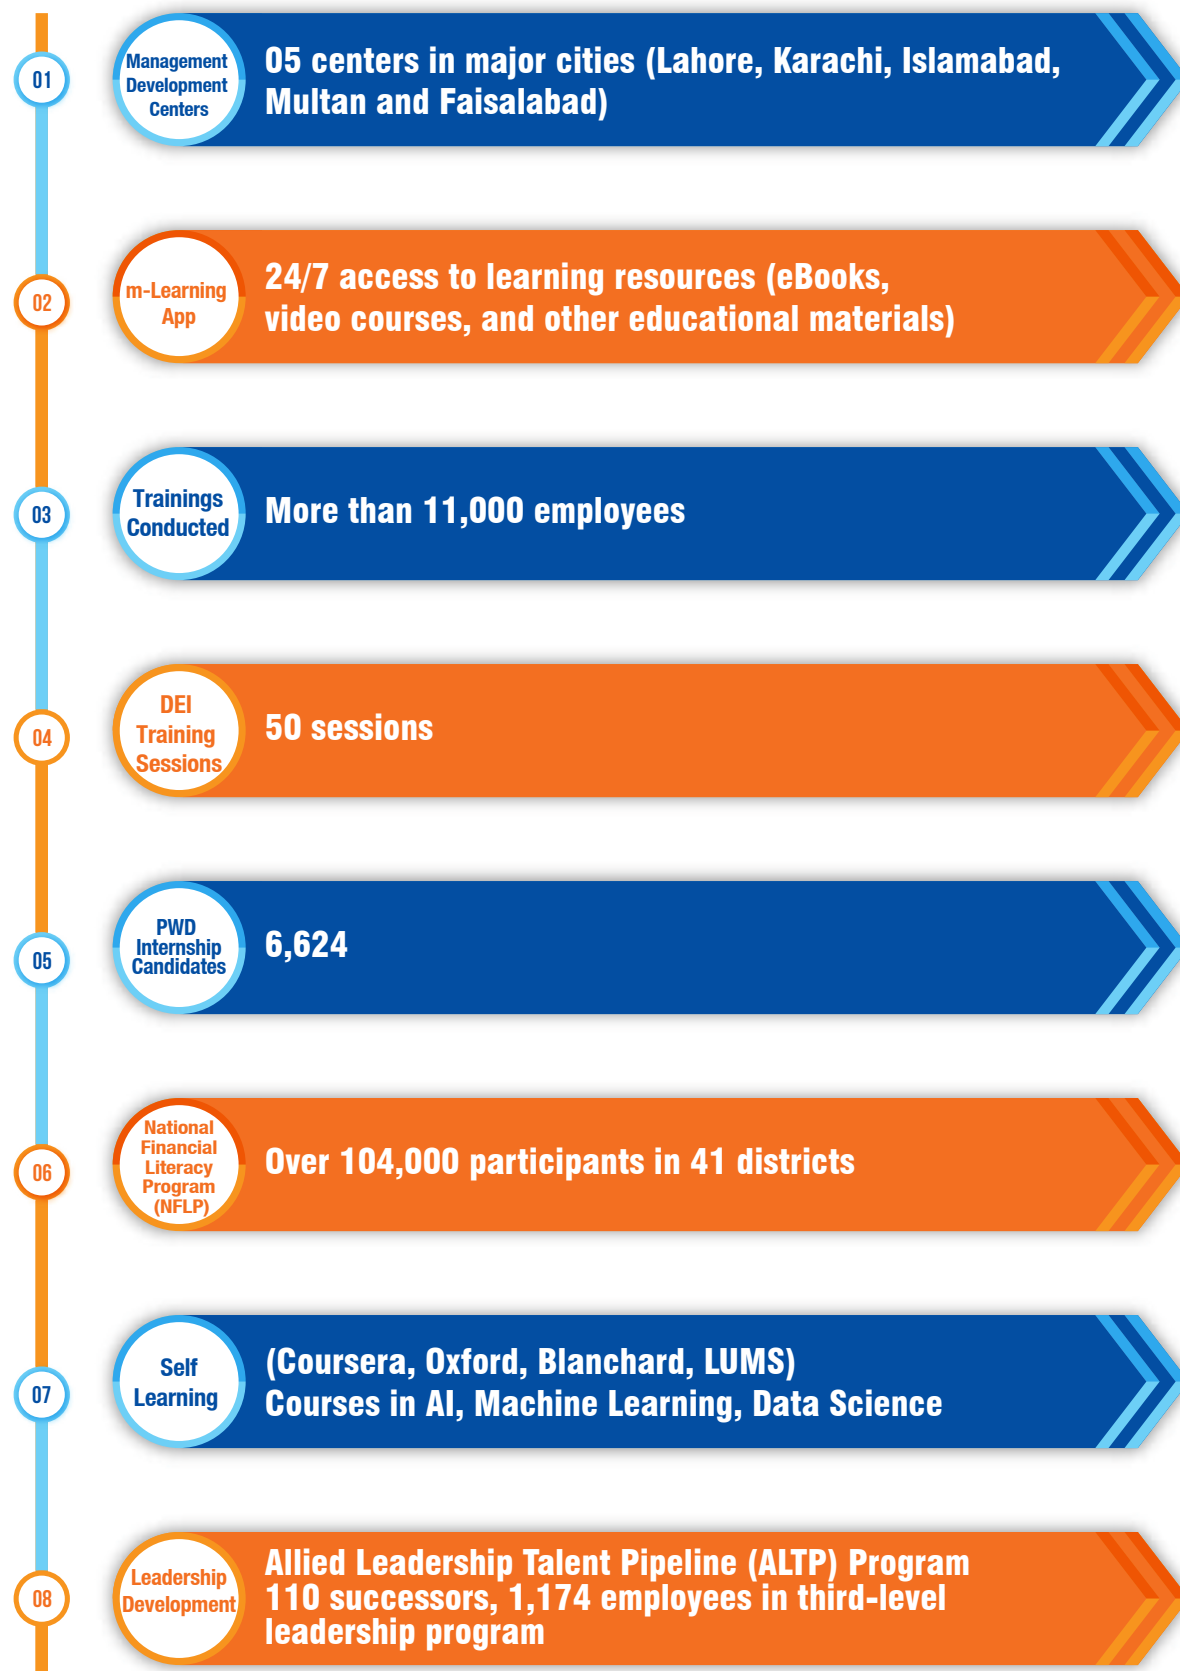 01
Management
Development
Centers
05 centers in major cities (Lahore, Karachi, Islamabad,
Multan and Faisalabad)
02
m-Learning
App
24/7 access to learning resources (eBooks,
video courses, and other educational materials)
03
Trainings
Conducted
More than 11,000 employees
04
DEI
Training
Sessions
50 sessions
05
PWD
Internship
Candidates
6,624
06
National
Financial
Literacy
Program
(NFLP)
Over 104,000 participants in 41 districts
07
Self
Learning
(Coursera, Oxford, Blanchard, LUMS)
Courses in AI, Machine Learning, Data Science
08
Leadership
Development
Allied Leadership Talent Pipeline (ALTP) Program
110 successors, 1,174 employees in third-level
leadership program